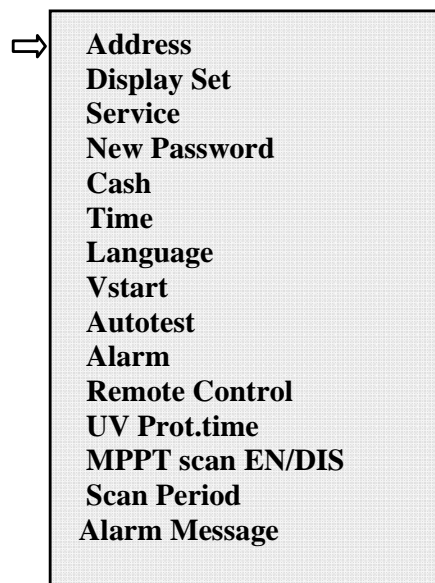 Address
Display Set
Service
New Password
Cash
Time
Language
Vstart
Autotest
Alarm
Remote Control
UV Prot.time
MPPT scan EN/DIS
Scan Period
Alarm Message